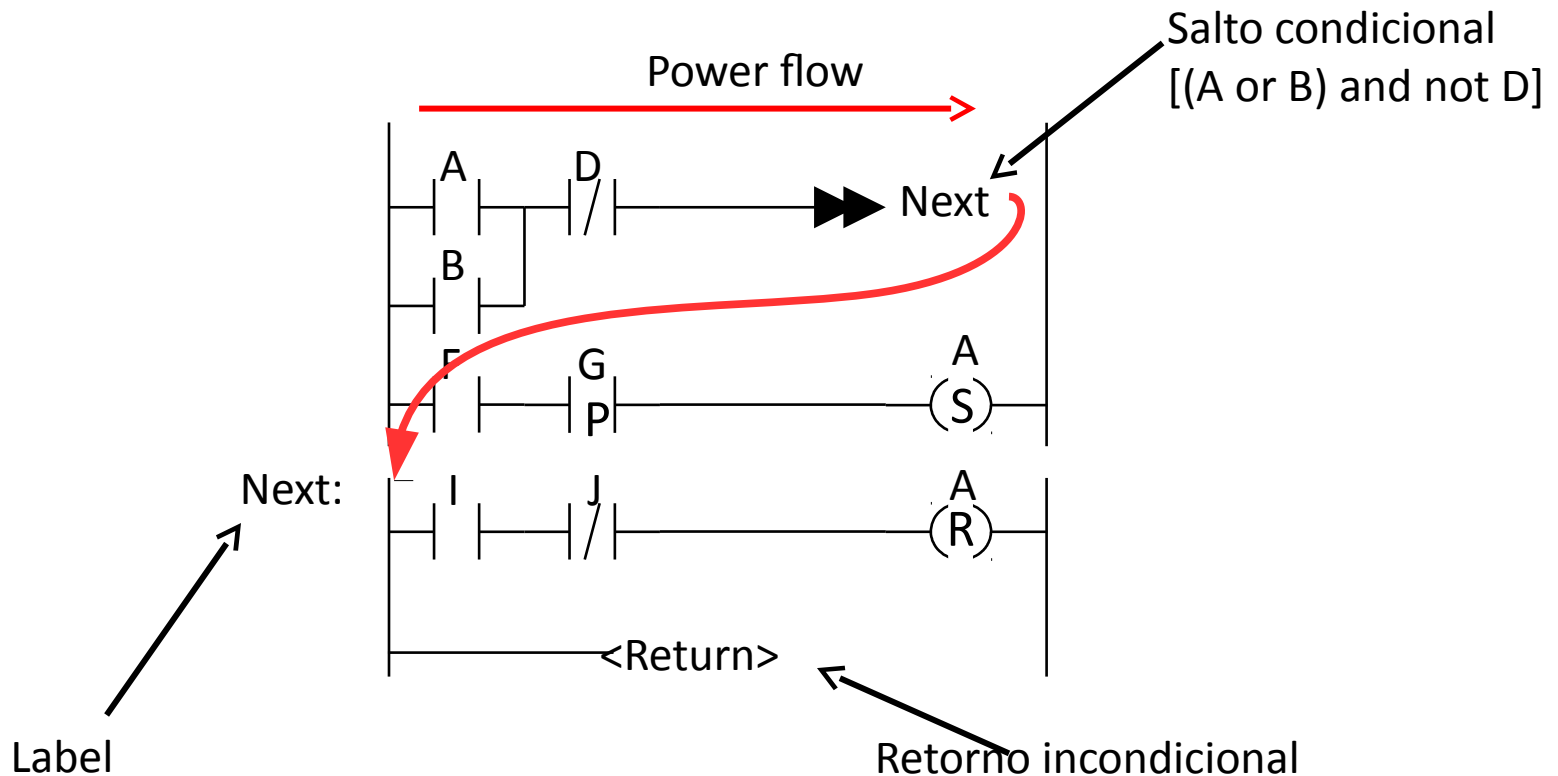 Salto condicional
[(A or B) and not D]
Power flow
A
D
Next
B
F
G
A
P
S
Next:
I
J
A
R
<Return>
Label
Retorno incondicional